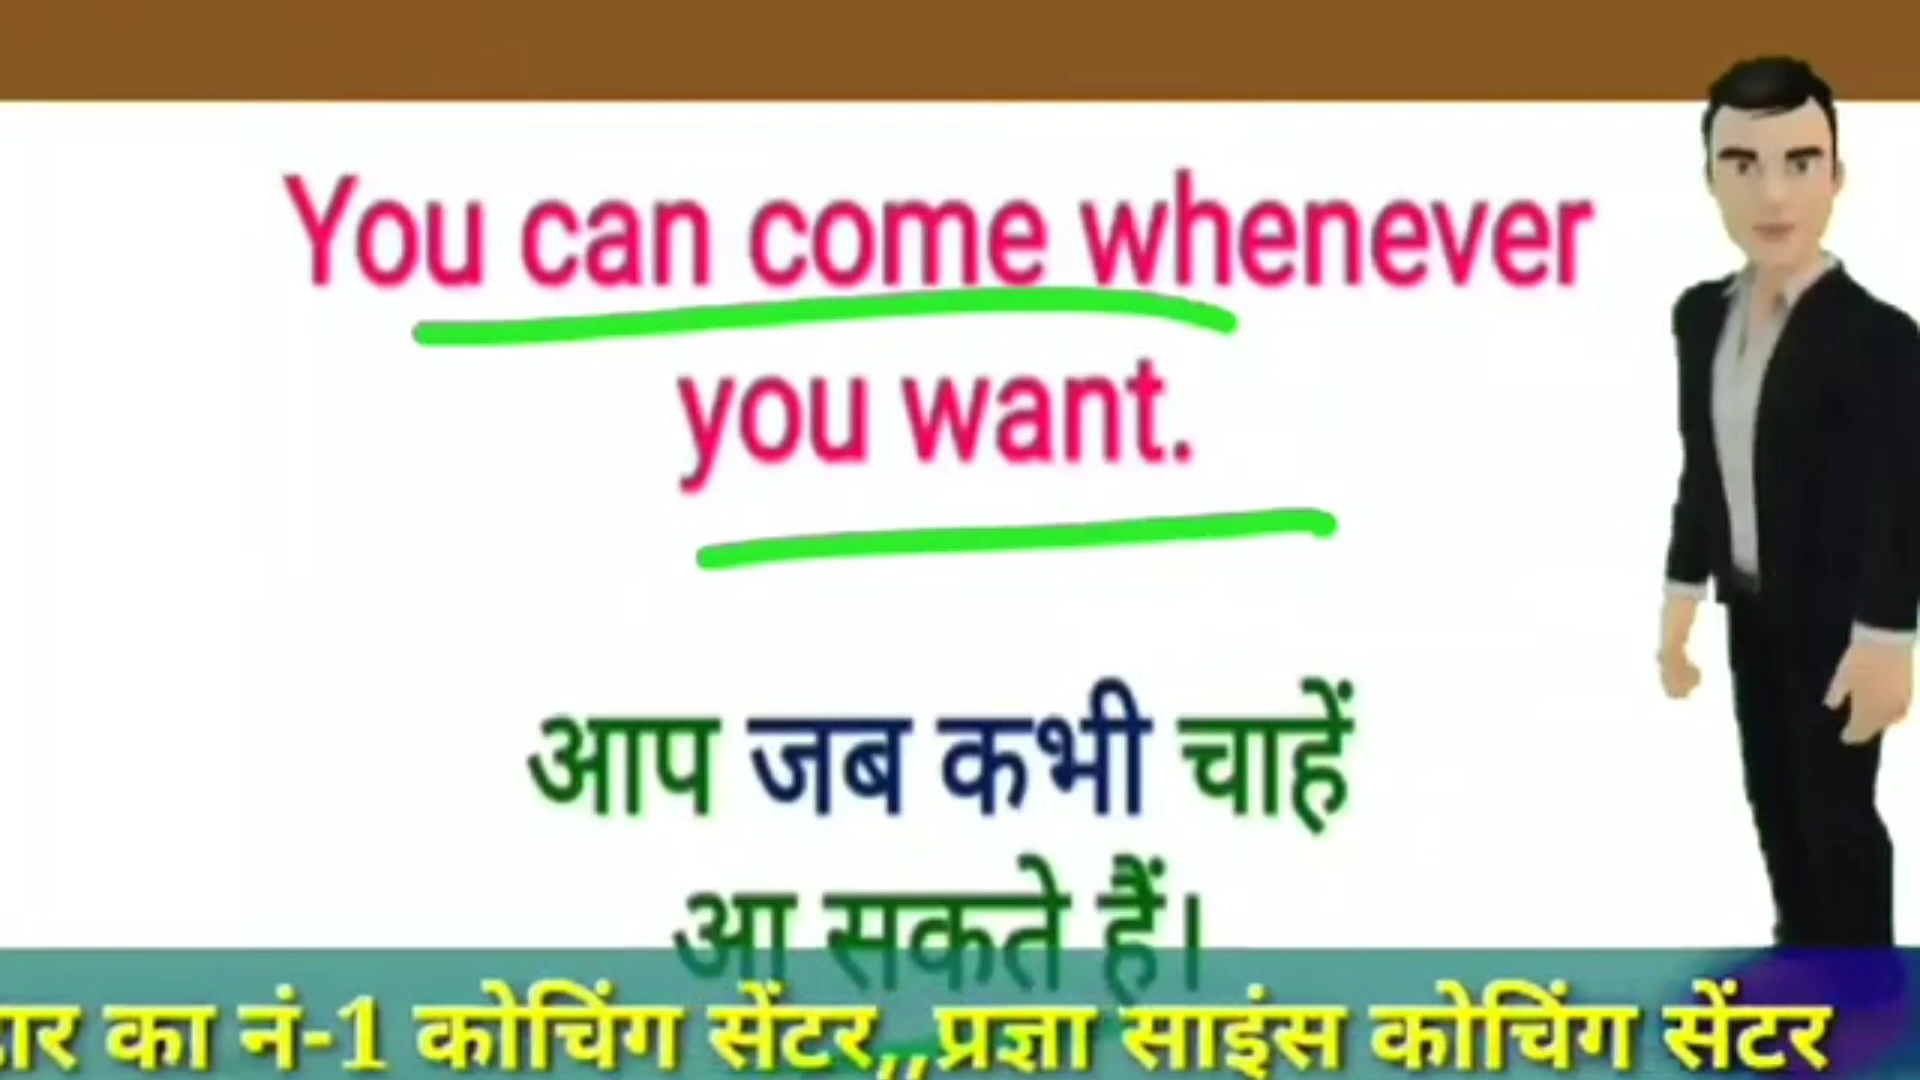 You can come whenever
you want.
आप जब कभी चाहें
आ सकते हैं।
का नं-1 कोचिंग सेंटर,,प्रज्ञा साइंस कोचिंग सेंटर